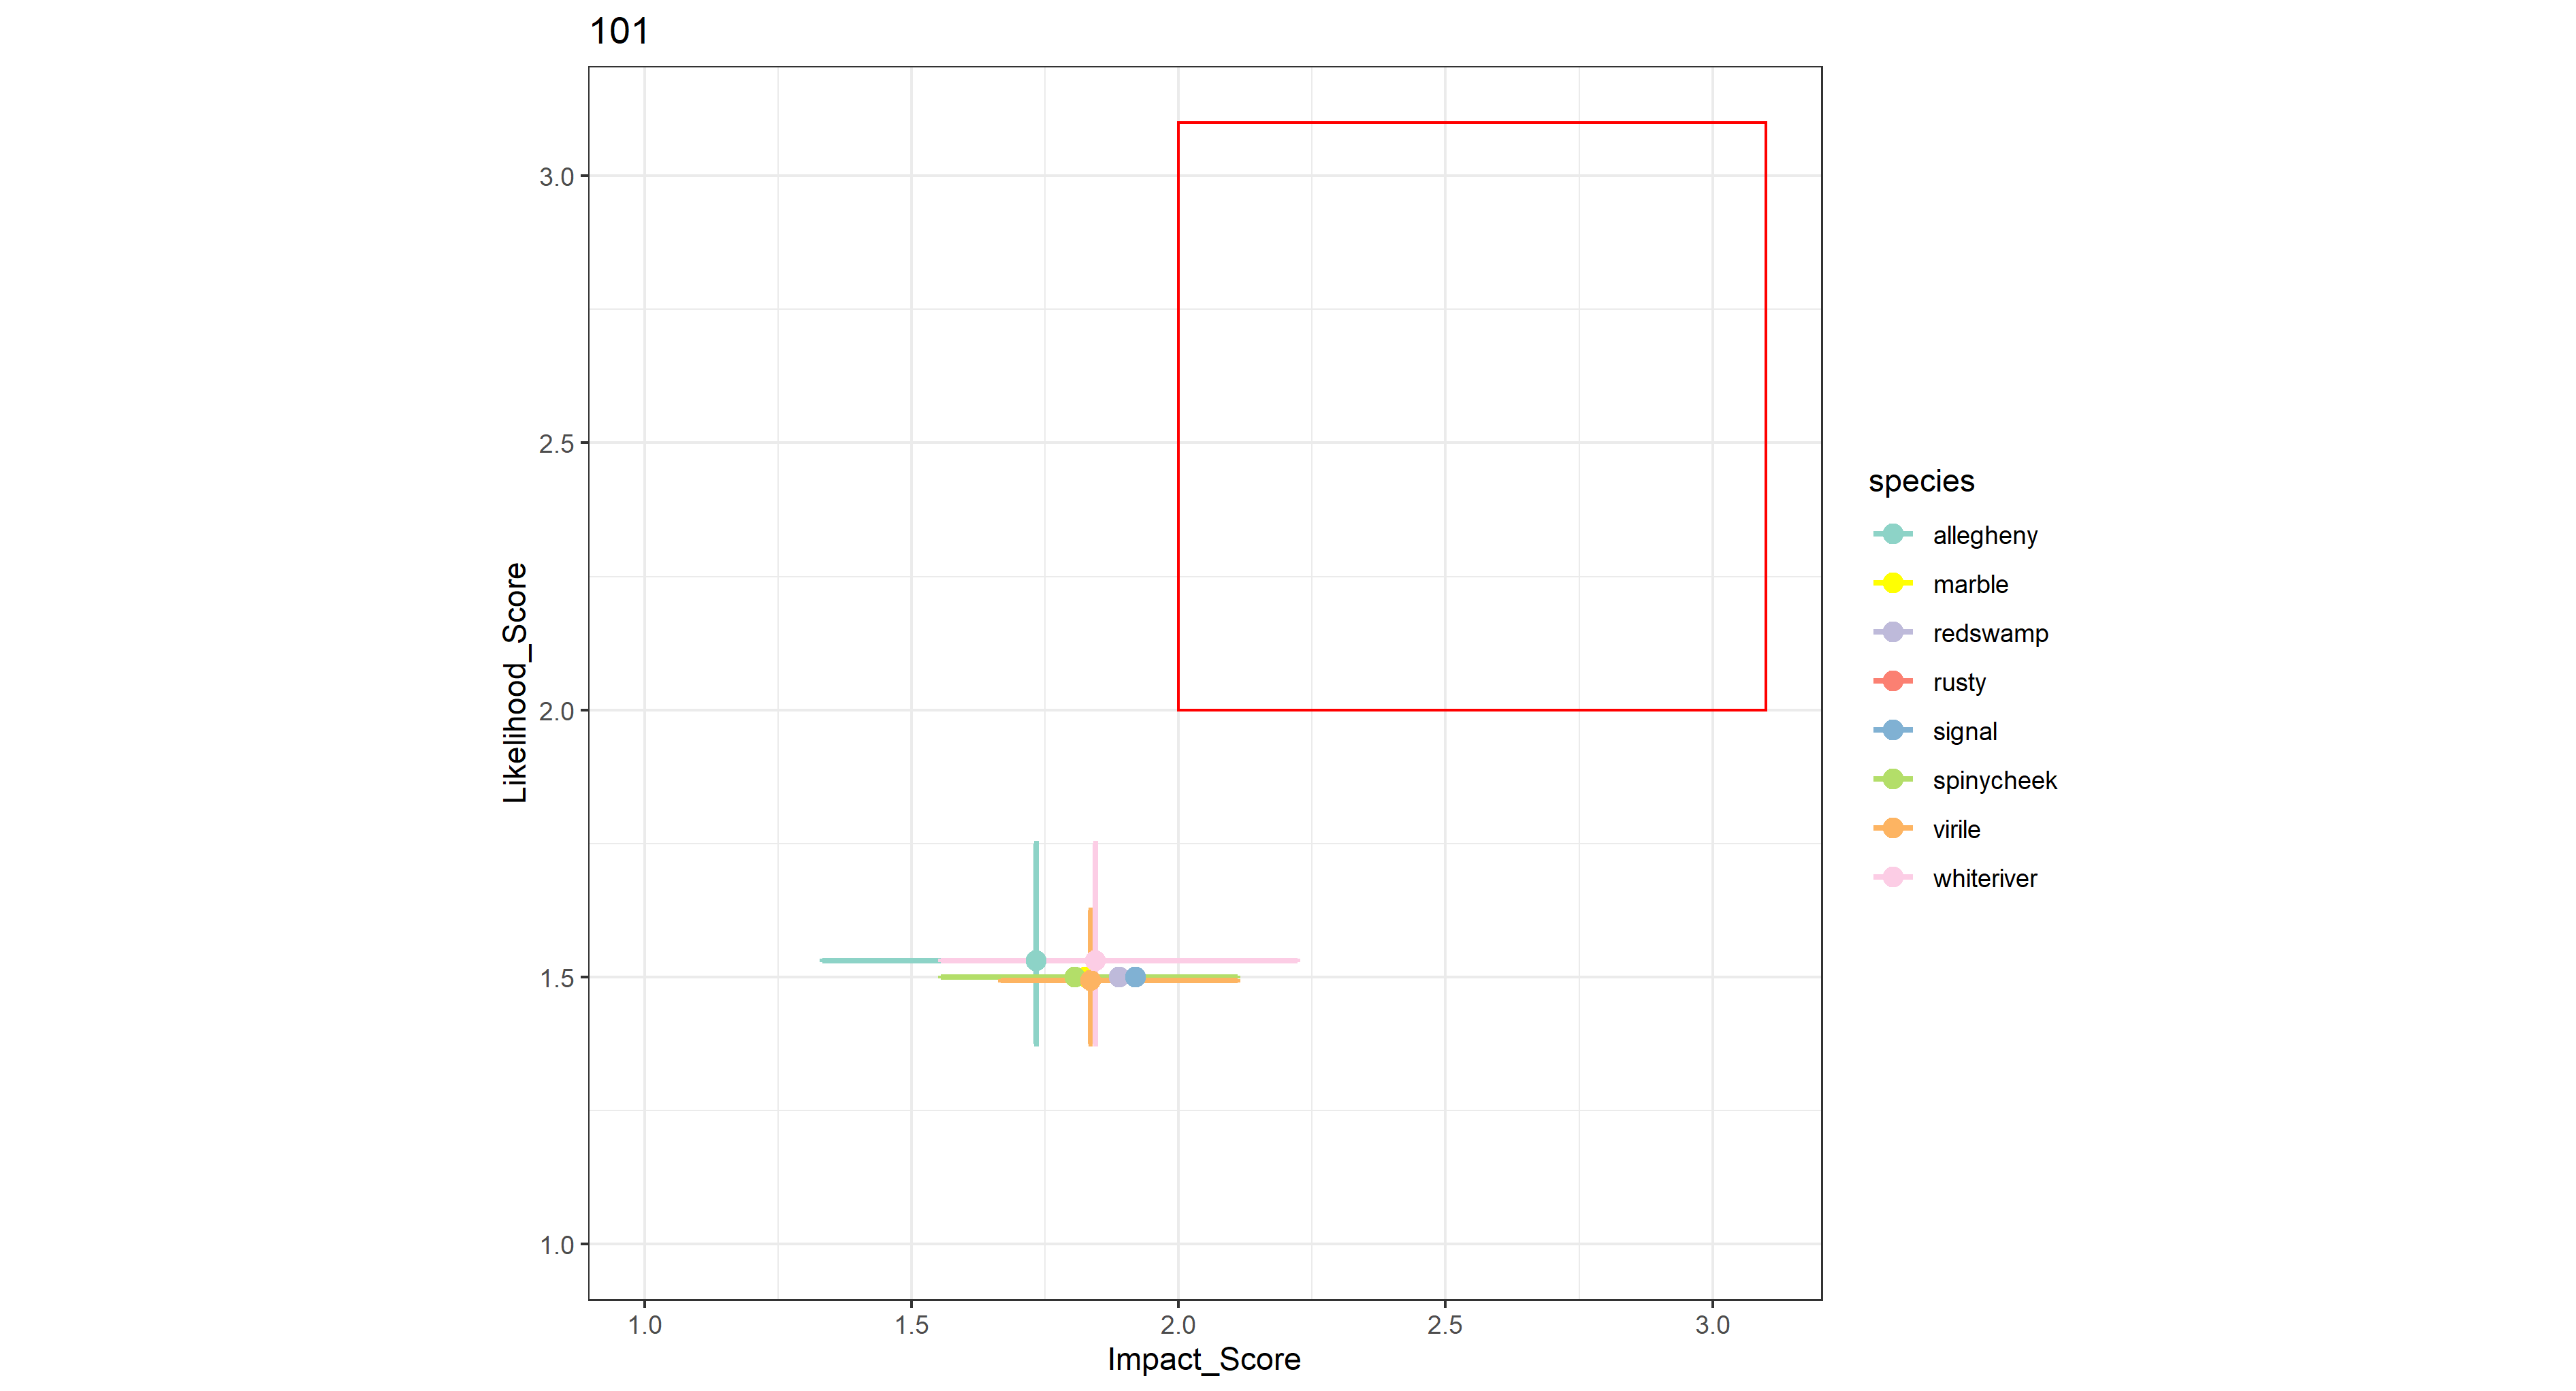 101
3.0
2.5
2.0
1.5
1.0
Likelihood_Score
1.0 1.5 2.0 2.5 3.0
Impact_Score
species
allegheny
marble
redswamp
rusty
signal
spinycheek
virile
whiteriver